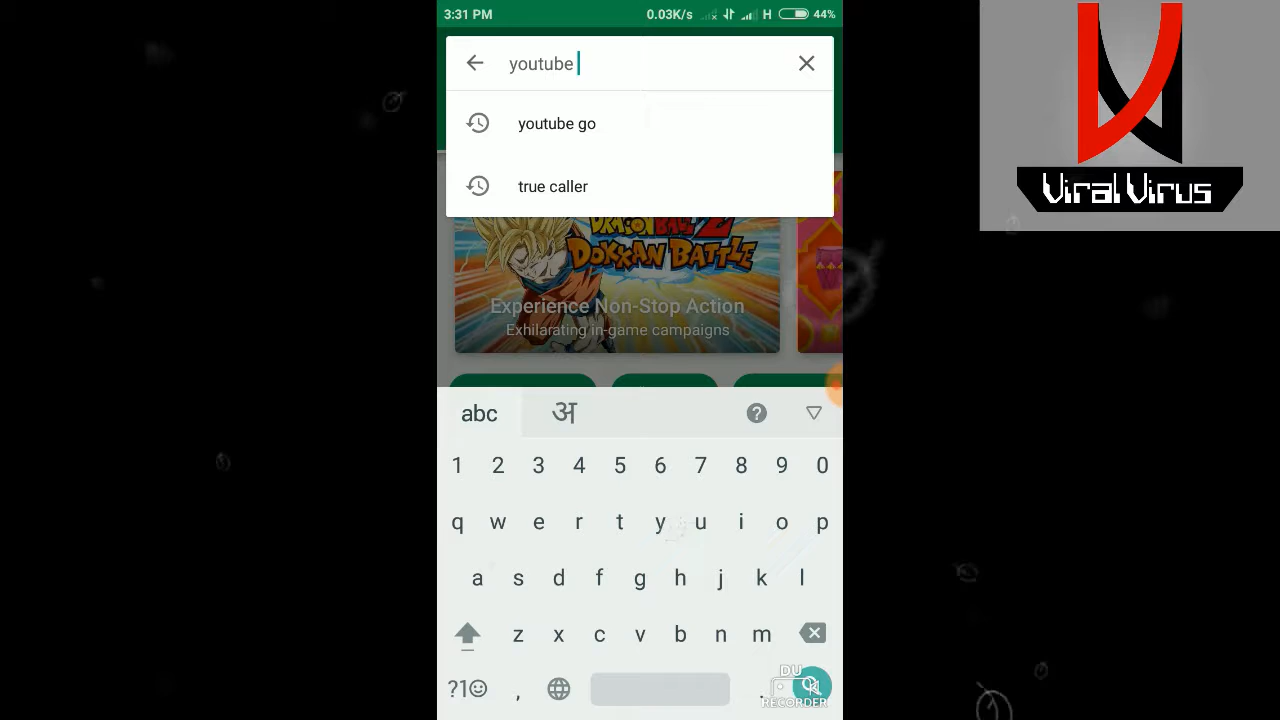 3:31 PM 0.03K/s H 44%
youtube
youtube go
true caller
DRAGON BALL Z
DOKKAN BATTLE
Experience Non-Stop Action
Exhilarating in-game campaigns
abc अ ?
1 2 3 4 5 6 7 8 9 0
q w e r t y u i o p
a s d f g h j k l
z x c v b n m
?1☺ , .
DU
RECORDER
Viral Virus